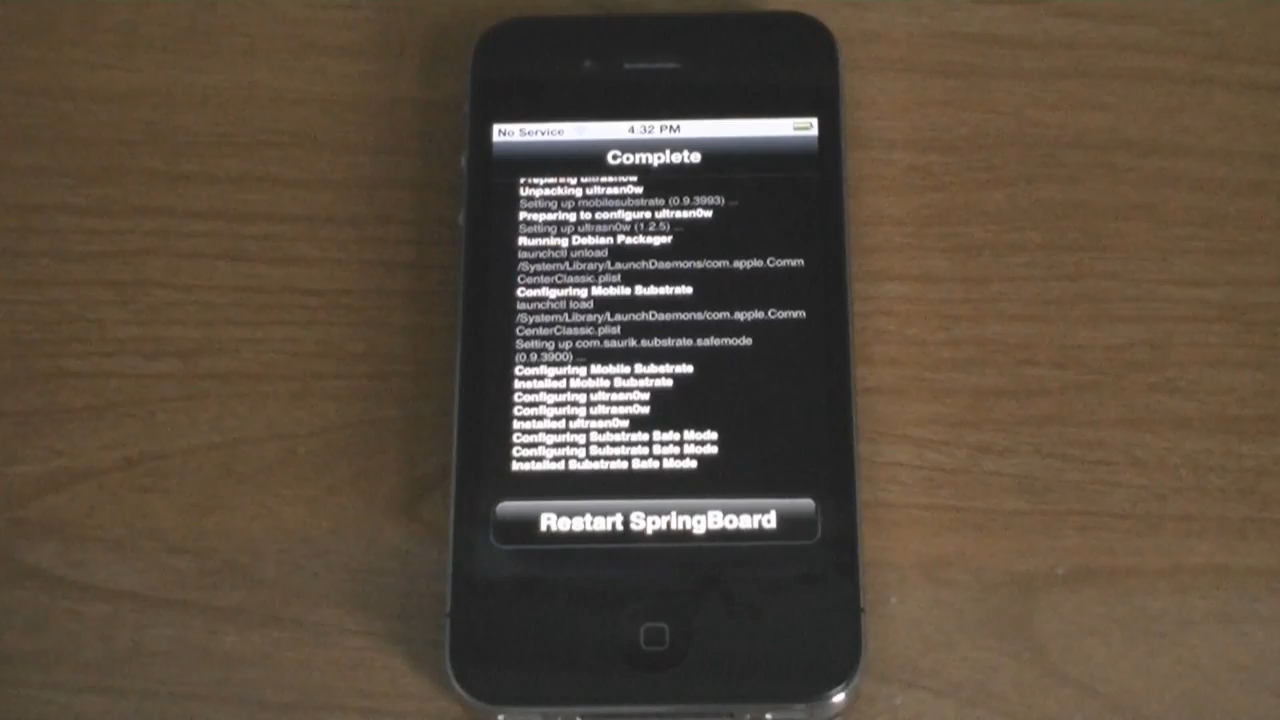 No Service
4:32 PM
Complete
Preparing ultrasn0w
Unpacking ultrasn0w
Setting up mobilesubstrate (0.9.3993) ...
Preparing to configure ultrasn0w
Setting up ultrasn0w (1.2.5) ...
Running Debian Packager
launchctl unload
/System/Library/LaunchDaemons/com.apple.Comm
CenterClassic.plist
Configuring Mobile Substrate
launchctl load
/System/Library/LaunchDaemons/com.apple.Comm
CenterClassic.plist
Setting up com.saurik.substrate.safemode
(0.9.3900) ...
Configuring Mobile Substrate
Installed Mobile Substrate
Configuring ultrasn0w
Configuring ultrasn0w
Installed ultrasn0w
Configuring Substrate Safe Mode
Configuring Substrate Safe Mode
Installed Substrate Safe Mode
Restart SpringBoard